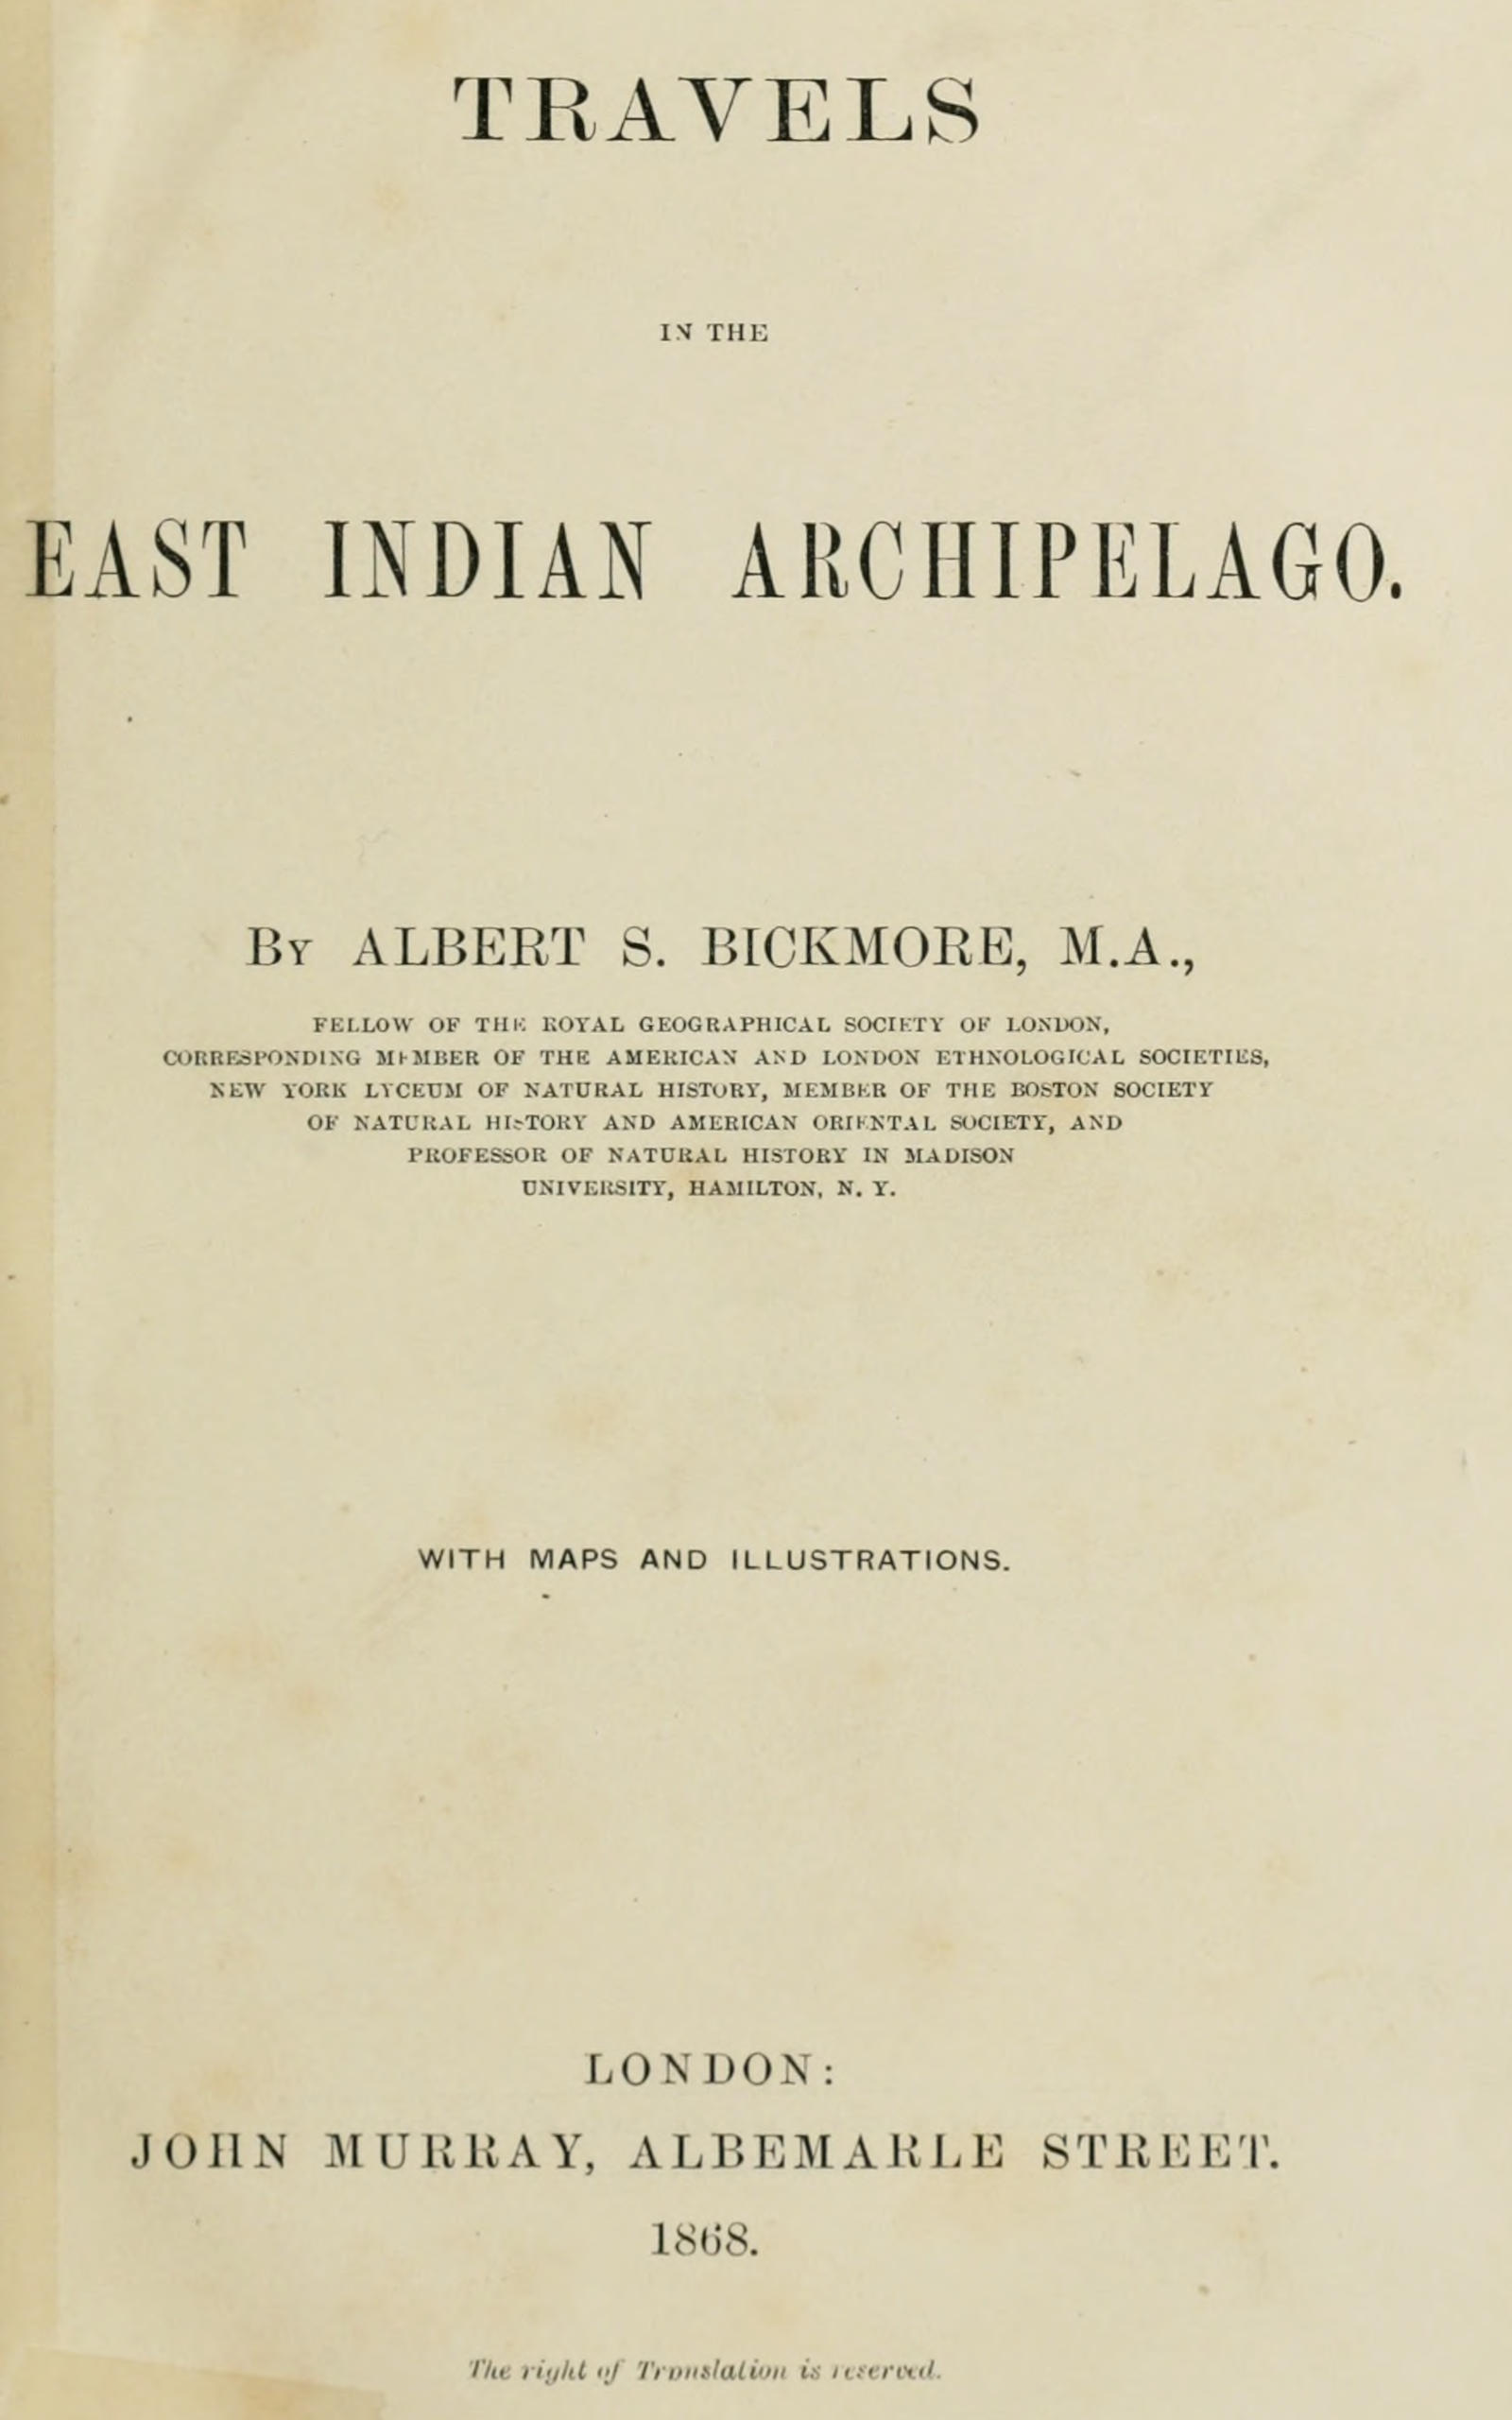 TRAVELS
IN THE
EAST INDIAN ARCHIPELAGO.
By ALBERT S. BICKMORE, M.A.,
FELLOW OF THE ROYAL GEOGRAPHICAL SOCIETY OF LONDON,
CORRESPONDING MEMBER OF THE AMERICAN AND LONDON ETHNOLOGICAL SOCIETIES,
NEW YORK LYCEUM OF NATURAL HISTORY, MEMBER OF THE BOSTON SOCIETY
OF NATURAL HISTORY AND AMERICAN ORIENTAL SOCIETY, AND
PROFESSOR OF NATURAL HISTORY IN MADISON
UNIVERSITY, HAMILTON, N. Y.
WITH MAPS AND ILLUSTRATIONS.
LONDON:
JOHN MURRAY, ALBEMARLE STREET.
1868.
The right of Translation is reserved.